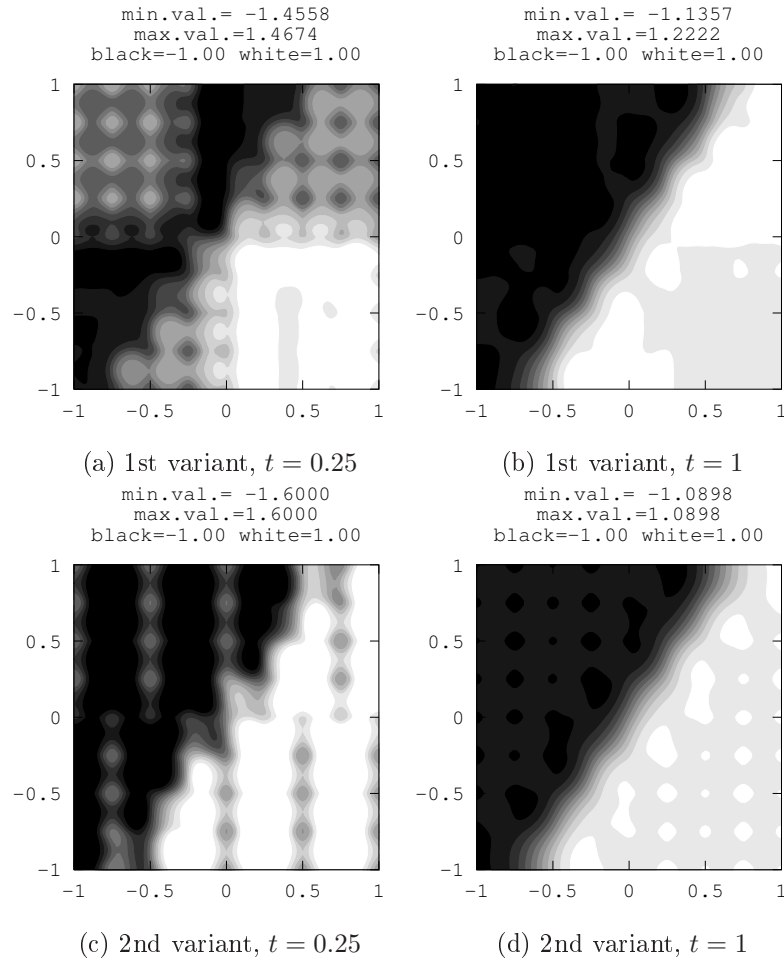 min.val.= -1.4558
max.val.=1.4674
black=-1.00 white=1.00
1
0.5
0
-0.5
-1
-1 -0.5 0 0.5 1
(a) 1st variant, t = 0.25
min.val.= -1.1357
max.val.=1.2222
black=-1.00 white=1.00
1
0.5
0
-0.5
-1
-1 -0.5 0 0.5 1
(b) 1st variant, t = 1
min.val.= -1.6000
max.val.=1.6000
black=-1.00 white=1.00
1
0.5
0
-0.5
-1
-1 -0.5 0 0.5 1
(c) 2nd variant, t = 0.25
min.val.= -1.0898
max.val.=1.0898
black=-1.00 white=1.00
1
0.5
0
-0.5
-1
-1 -0.5 0 0.5 1
(d) 2nd variant, t = 1